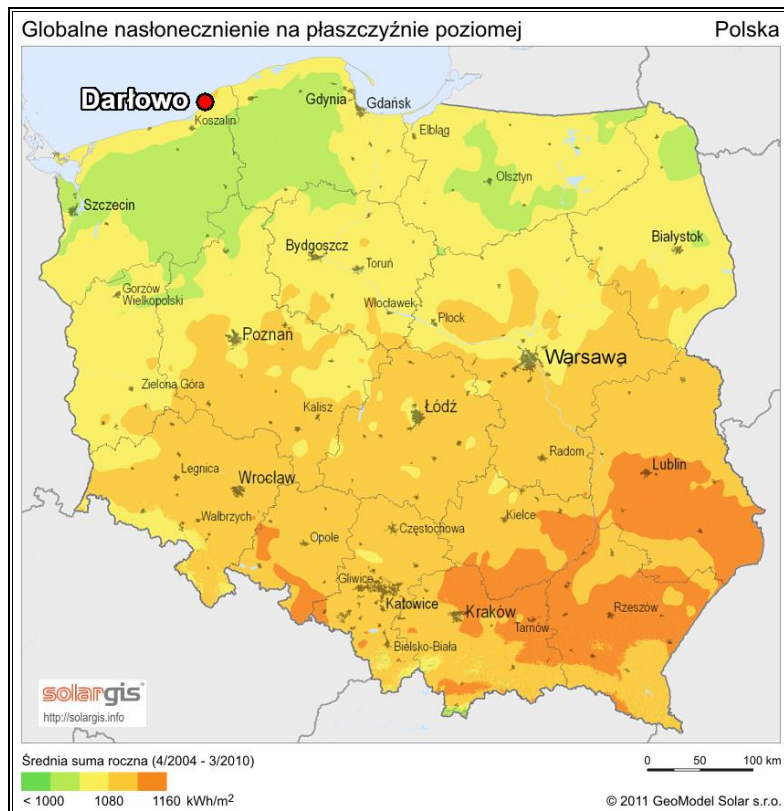 Globalne nasłonecznienie na płaszczyźnie poziomej Polska
Darłowo
Koszalin
Gdynia
Gdańsk
Elbląg
Olsztyn
Szczecin
Białystok
Bydgoszcz
Toruń
Gorzów
Wielkopolski
Włocławek
Płock
Poznań
Warsawa
Zielona Góra
Kalisz
Łódź
Radom
Lublin
Legnica
Wrocław
Wałbrzych
Opole
Częstochowa
Kielce
Gliwice
Katowice
Kraków
Tarnów
Rzeszów
Bielsko-Biała
solargis
http://solargis.info
Średnia suma roczna (4/2004 - 3/2010)
0 50 100 km
< 1000 1080 1160 kWh/m²
© 2011 GeoModel Solar s.r.o.